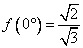 f(0°) = √2/√3